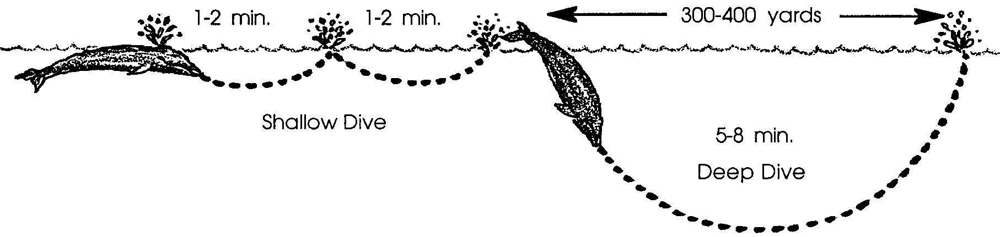 1-2 min.
1-2 min.
300-400 yards
Shallow Dive
5-8 min.
Deep Dive